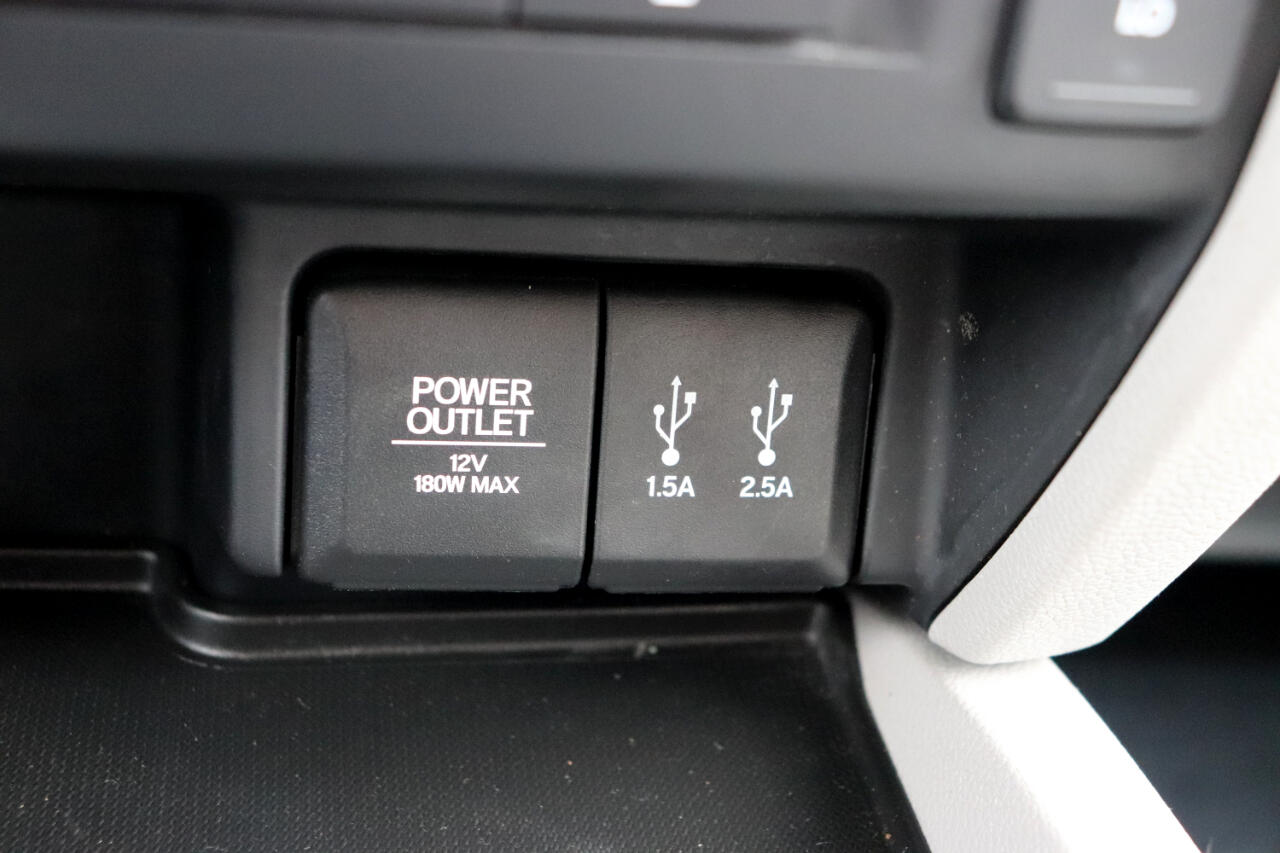 POWER
OUTLET
12V
180W MAX
1.5A 2.5A